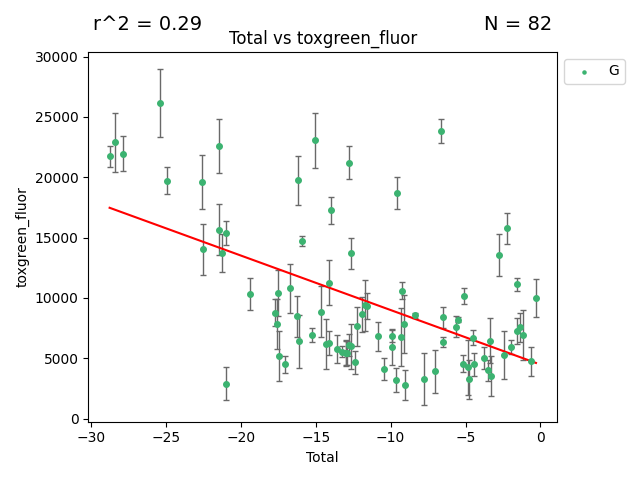 r^2 = 0.29 N = 82
Total vs toxgreen_fluor
G
30000
25000
20000
15000
10000
5000
0
toxgreen_fluor
−30 −25 −20 −15 −10 −5 0
Total